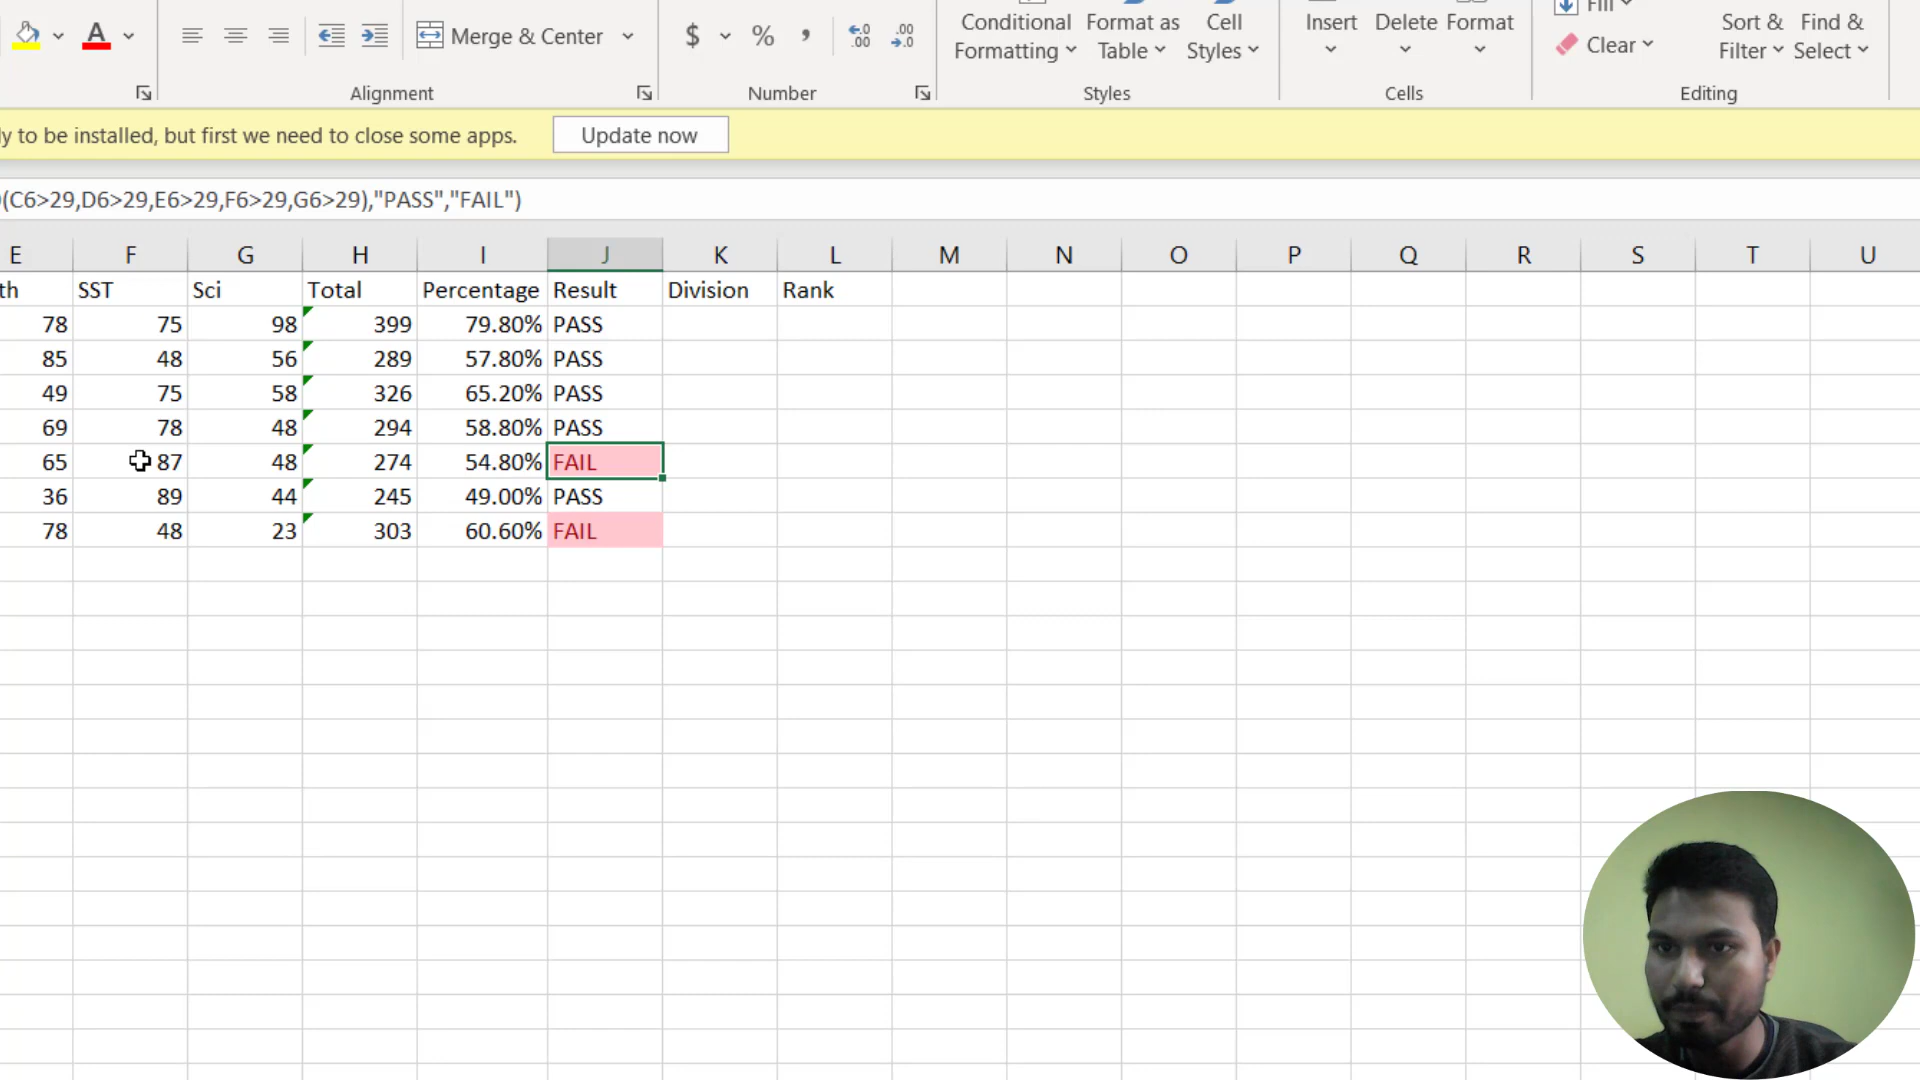 Fill
Conditional Format as Cell Insert Delete Format Sort & Find &
Merge & Center $ % , Clear
Formatting Table Styles Filter Select
Alignment Number Styles Cells Editing
y to be installed, but first we need to close some apps. Update now
(C6>29,D6>29,E6>29,F6>29,G6>29),"PASS","FAIL")
E F G H I J K L M N O P Q R S T U
th SST Sci Total Percentage Result Division Rank
78 75 98 399 79.80% PASS
85 48 56 289 57.80% PASS
49 75 58 326 65.20% PASS
69 78 48 294 58.80% PASS
65 87 48 274 54.80% FAIL
36 89 44 245 49.00% PASS
78 48 23 303 60.60% FAIL